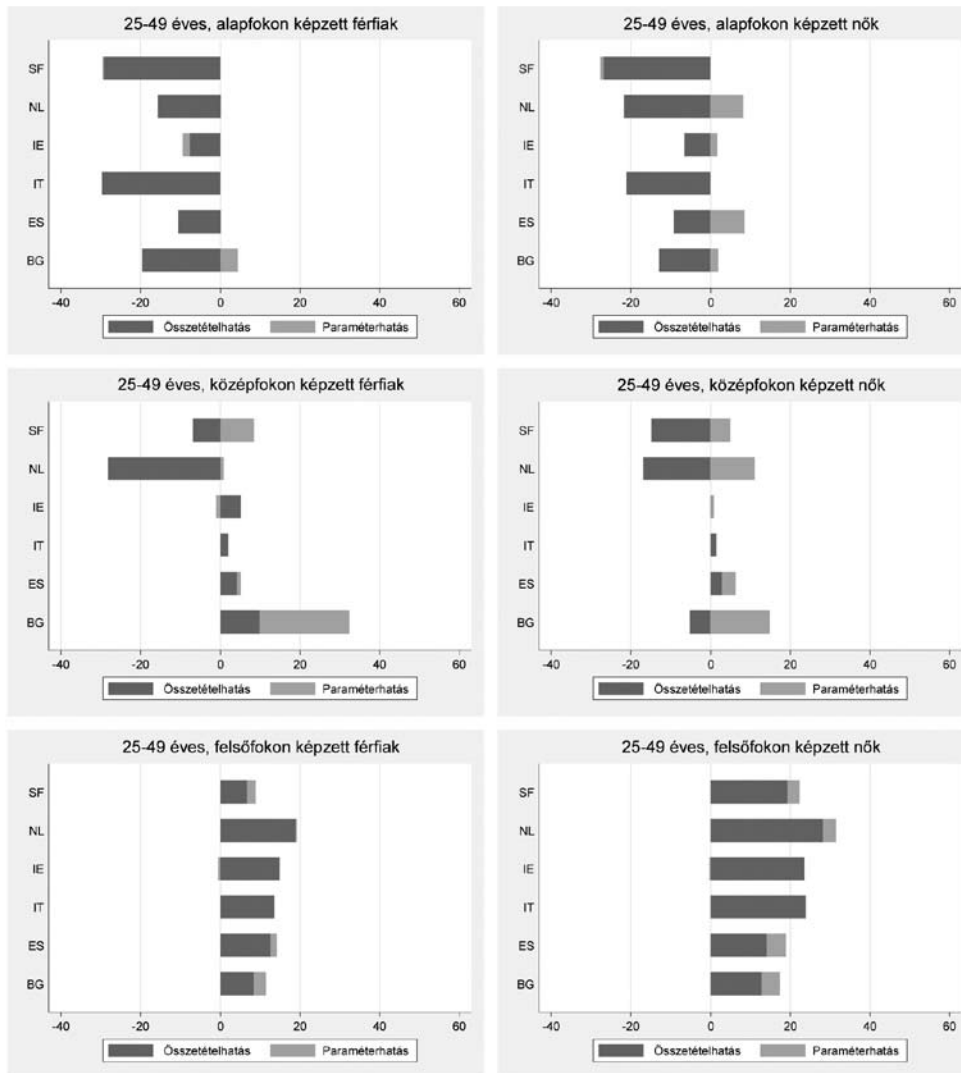 25-49 éves, alapfokon képzett férfiak
SF
NL
IE
IT
ES
BG
-40 -20 0 20 40 60
Összetételhatás Paraméterhatás
25-49 éves, alapfokon képzett nők
SF
NL
IE
IT
ES
BG
-40 -20 0 20 40 60
Összetételhatás Paraméterhatás
25-49 éves, középfokon képzett férfiak
SF
NL
IE
IT
ES
BG
-40 -20 0 20 40 60
Összetételhatás Paraméterhatás
25-49 éves, középfokon képzett nők
SF
NL
IE
IT
ES
BG
-40 -20 0 20 40 60
Összetételhatás Paraméterhatás
25-49 éves, felsőfokon képzett férfiak
SF
NL
IE
IT
ES
BG
-40 -20 0 20 40 60
Összetételhatás Paraméterhatás
25-49 éves, felsőfokon képzett nők
SF
NL
IE
IT
ES
BG
-40 -20 0 20 40 60
Összetételhatás Paraméterhatás